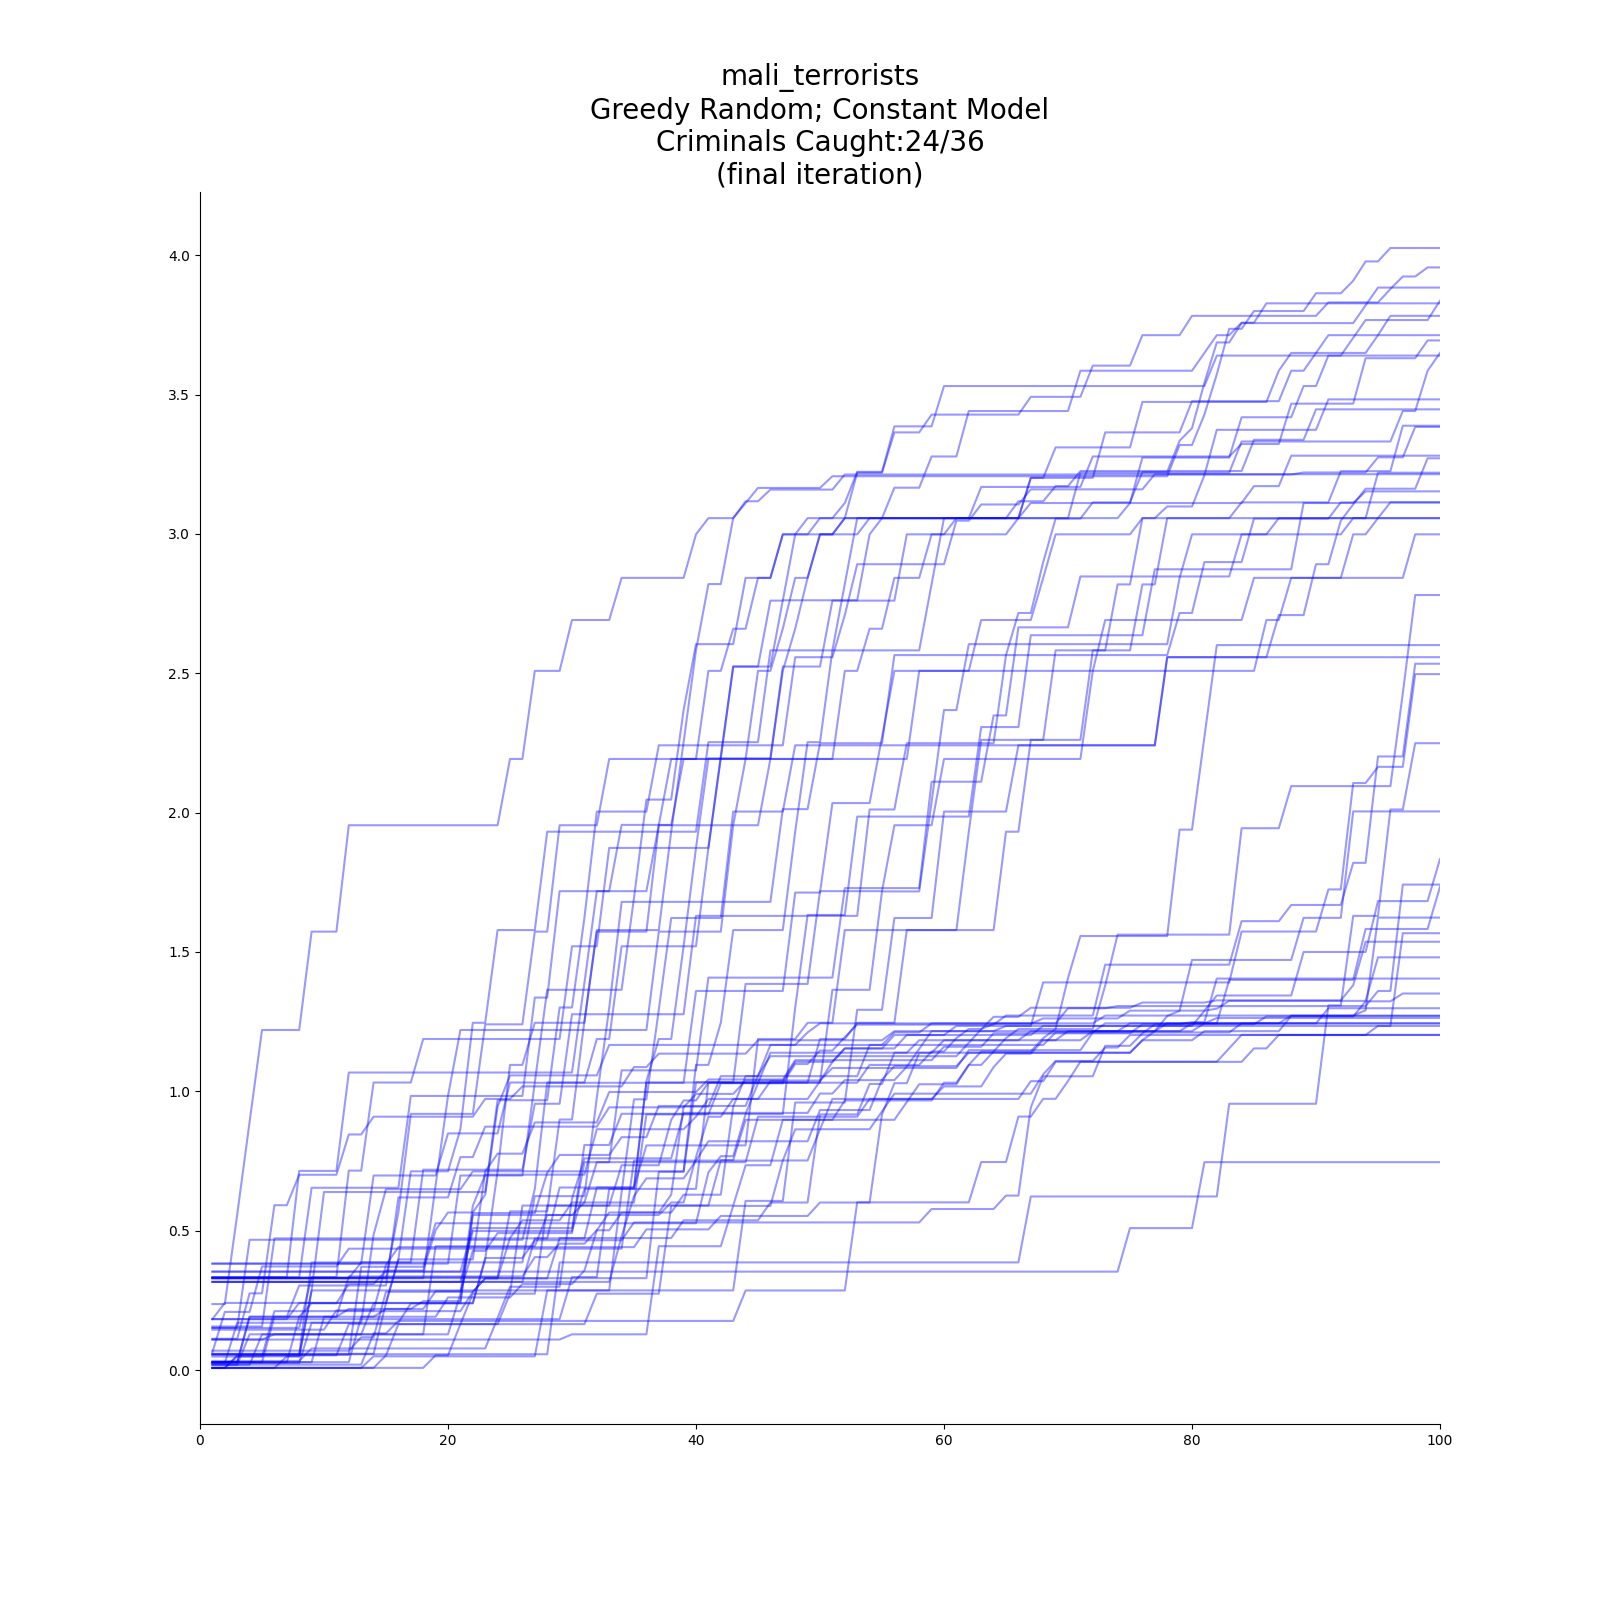 mali_terrorists
Greedy Random; Constant Model
Criminals Caught:24/36
(final iteration)
4.0
3.5
3.0
2.5
2.0
1.5
1.0
0.5
0.0
0 20 40 60 80 100